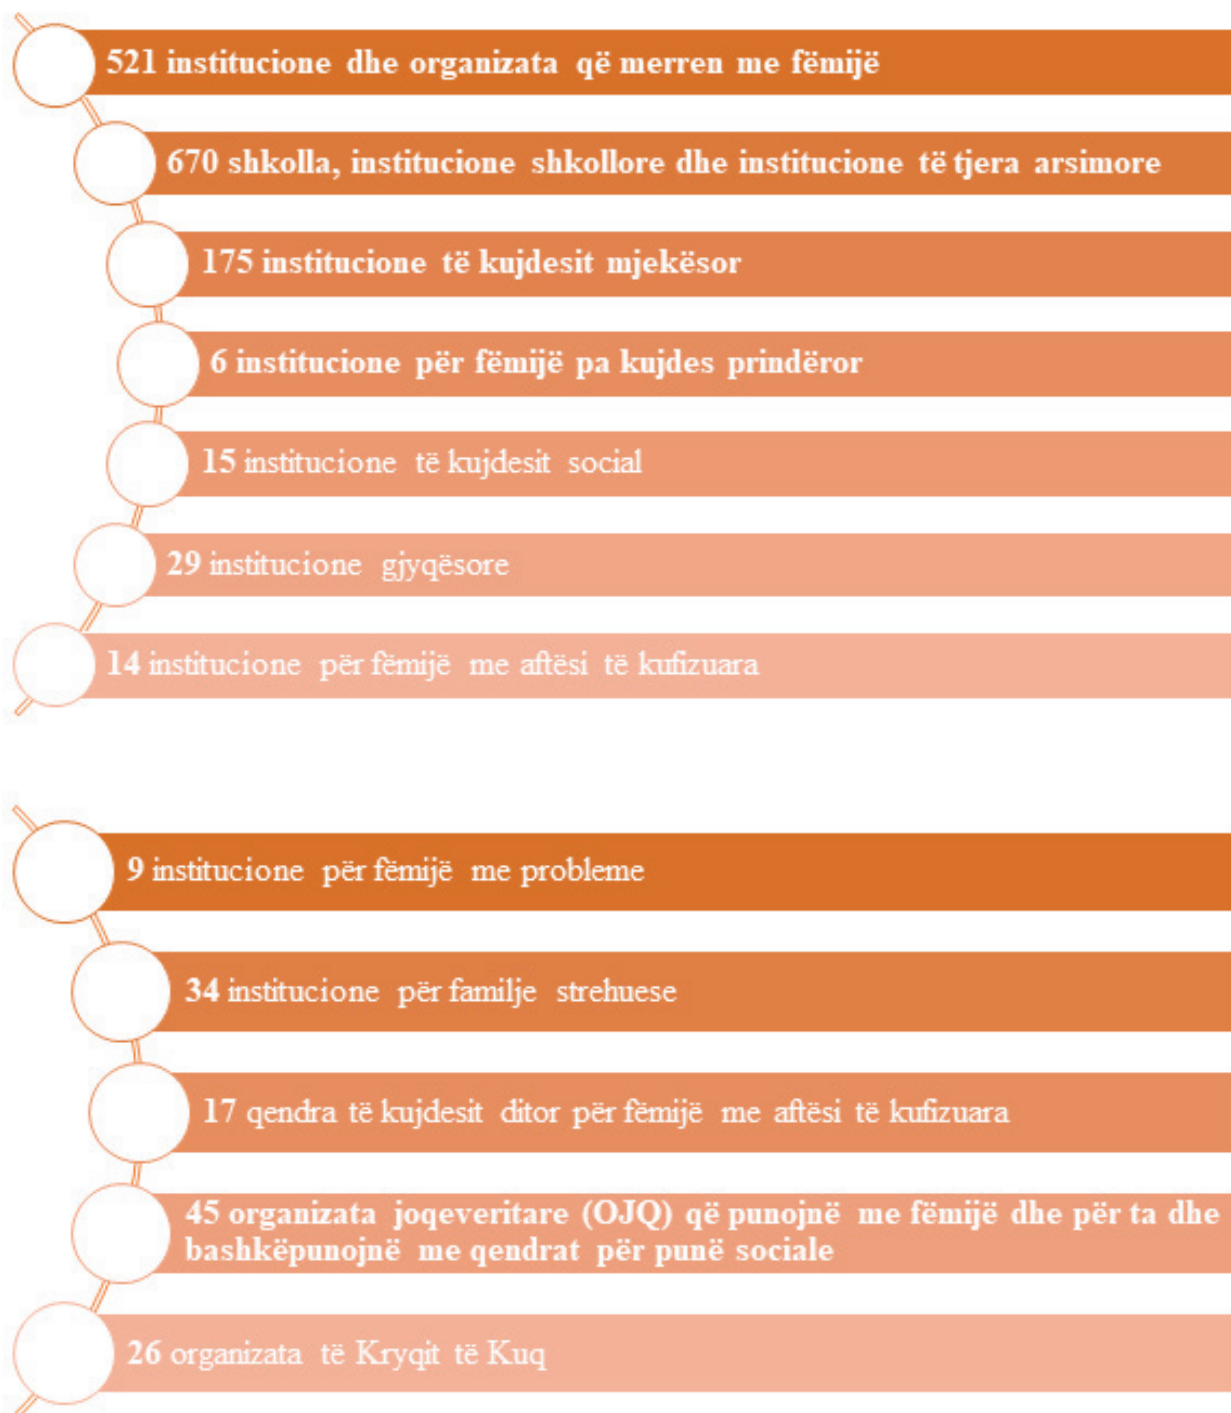 521 institucione dhe organizata që merren me fëmijë
670 shkolla, institucione shkollore dhe institucione të tjera arsimore
175 institucione të kujdesit mjekësor
6 institucione për fëmijë pa kujdes prindëror
15 institucione të kujdesit social
29 institucione gjyqësore
14 institucione për fëmijë me aftësi të kufizuara
9 institucione për fëmijë me probleme
34 institucione për familje strehuese
17 qendra të kujdesit ditor për fëmijë me aftësi të kufizuara
45 organizata joqeveritare (OJQ) që punojnë me fëmijë dhe për ta dhe
bashkëpunojnë me qendrat për punë sociale
26 organizata të Kryqit të Kuq